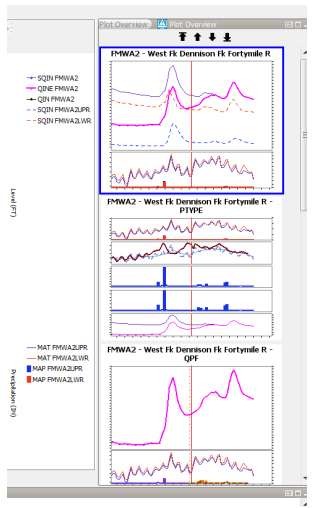 Plot Overview
Plot Overview
FMWA2 - West Fk Dennison Fk Fortymile R
SQIN FMWA2
QINE FMWA2
QIN FMWA2
SQIN FMWA2UPR
SQIN FMWA2LWR
Level (FT)
FMWA2 - West Fk Dennison Fk Fortymile R -
PTYPE
FMWA2 - West Fk Dennison Fk Fortymile R -
QPF
MAT FMWA2UPR
MAT FMWA2LWR
MAP FMWA2UPR
MAP FMWA2LWR
Precipitation (IN)